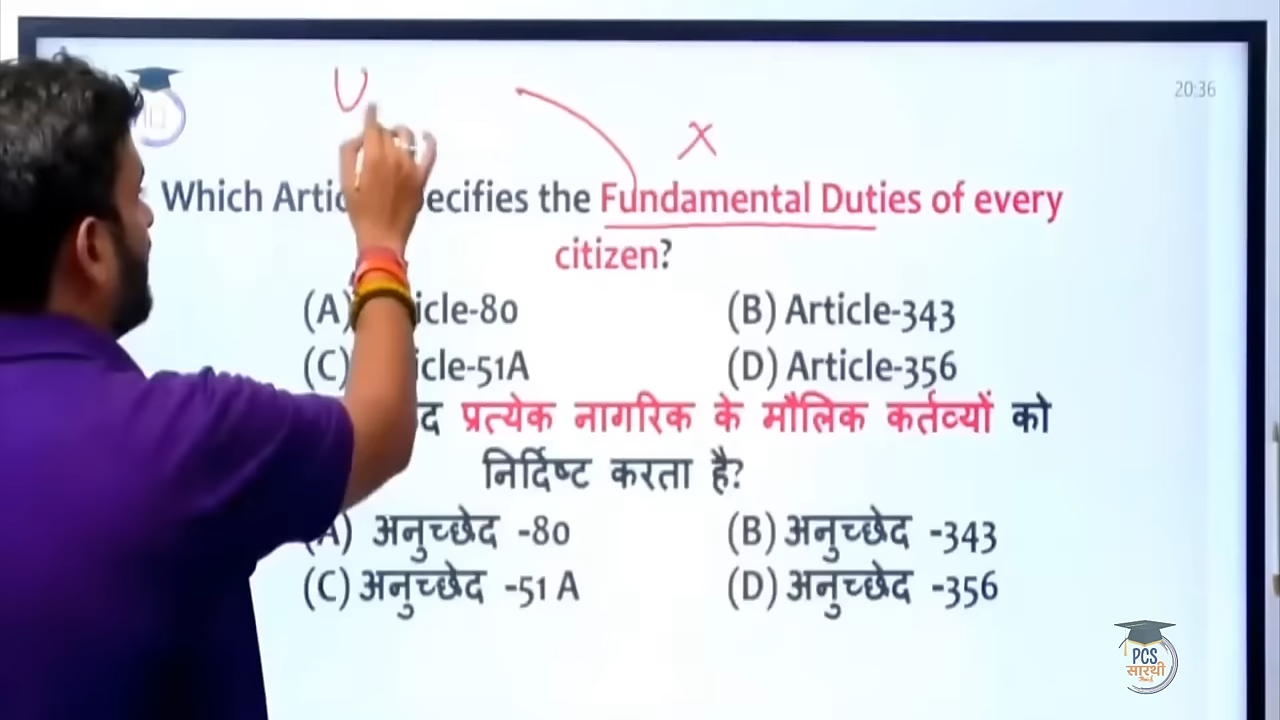 U
20:36
x
Which Artic ecifies the Fundamental Duties of every
citizen?
(A) icle-80 (B) Article-343
(C) icle-51A (D) Article-356
द प्रत्येक नागरिक के मौलिक कर्तव्यों को
निर्दिष्ट करता है?
(A) अनुच्छेद -80 (B) अनुच्छेद -343
(C) अनुच्छेद -51 A (D) अनुच्छेद -356
PCS
सारथी